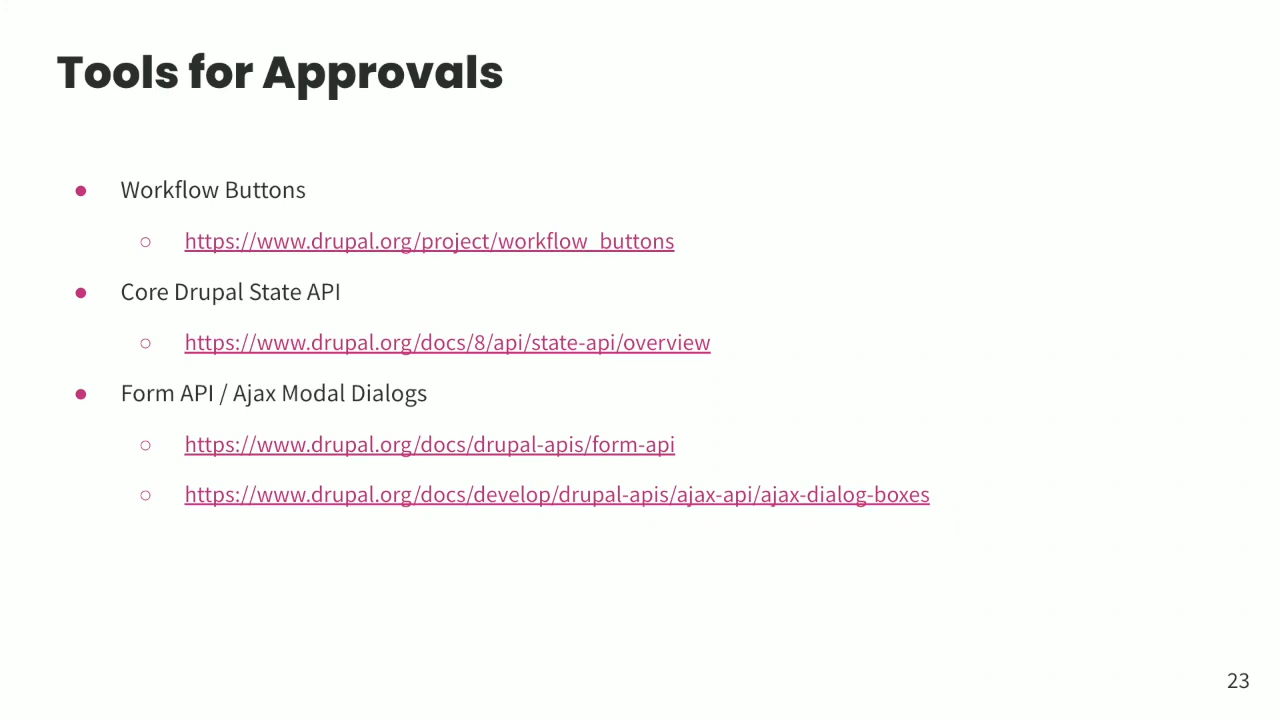 Tools for Approvals
● Workflow Buttons
○ https://www.drupal.org/project/workflow_buttons
● Core Drupal State API
○ https://www.drupal.org/docs/8/api/state-api/overview
● Form API / Ajax Modal Dialogs
○ https://www.drupal.org/docs/drupal-apis/form-api
○ https://www.drupal.org/docs/develop/drupal-apis/ajax-api/ajax-dialog-boxes
23